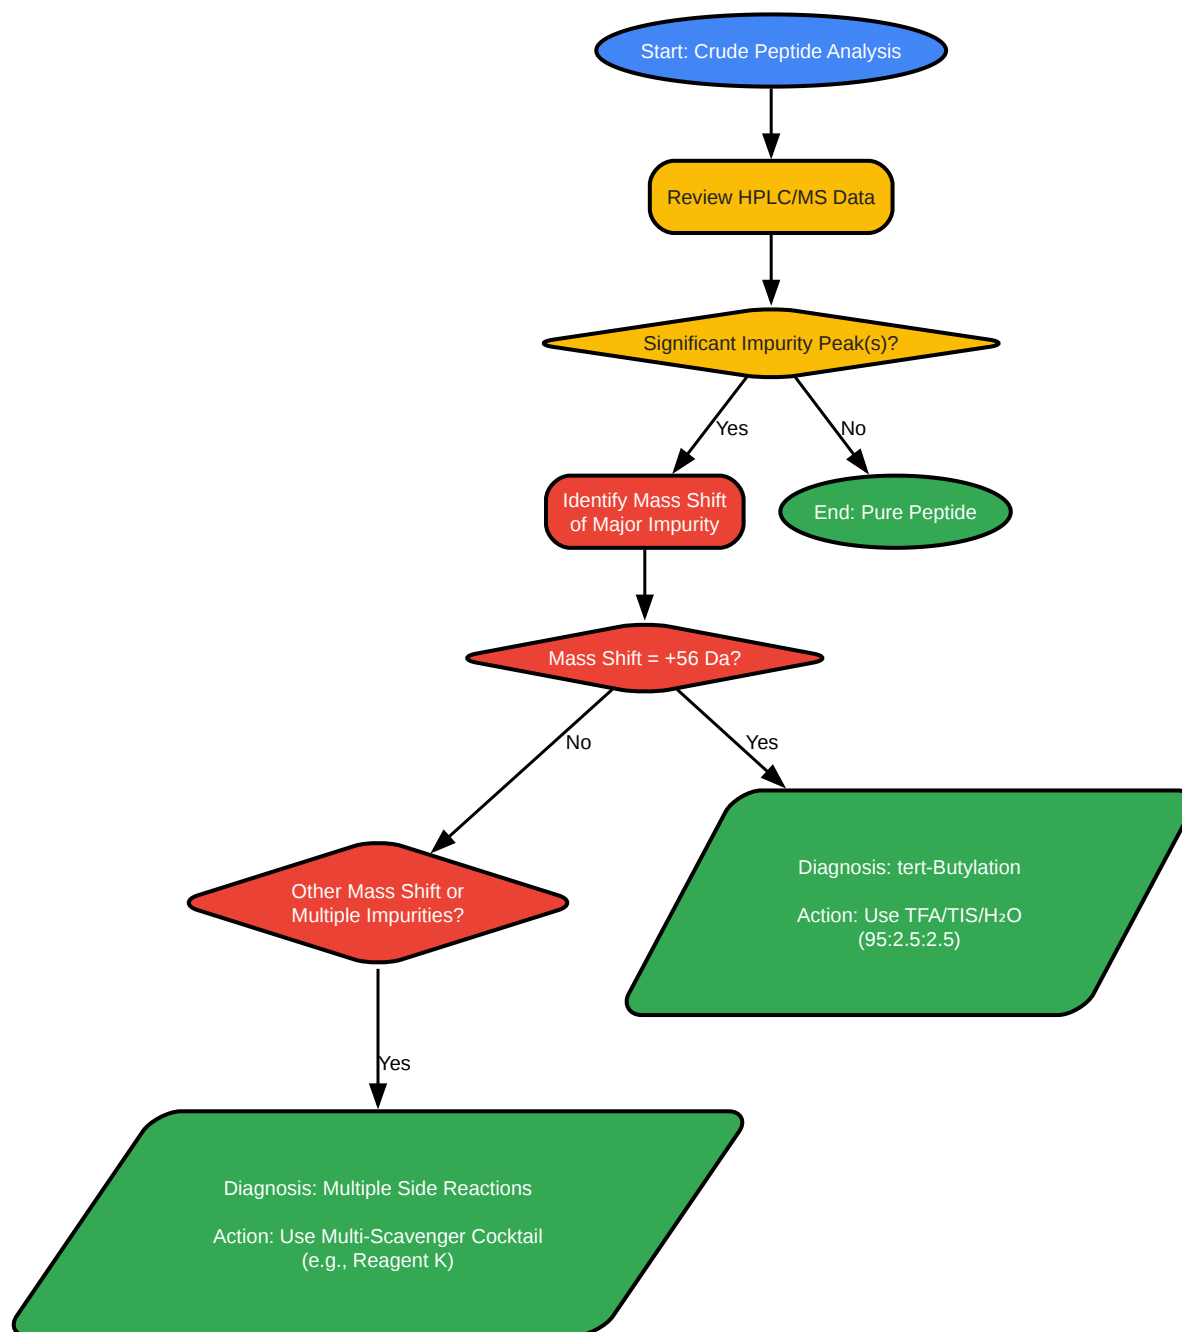 Start: Crude Peptide Analysis
Review HPLC/MS Data
Significant Impurity Peak(s)?
Yes
No
Identify Mass Shift
of Major Impurity
End: Pure Peptide
Mass Shift = +56 Da?
No
Yes
Diagnosis: tert-Butylation
Action: Use TFA/TIS/H₂O
(95:2.5:2.5)
Other Mass Shift or
Multiple Impurities?
Yes
Diagnosis: Multiple Side Reactions
Action: Use Multi-Scavenger Cocktail
(e.g., Reagent K)